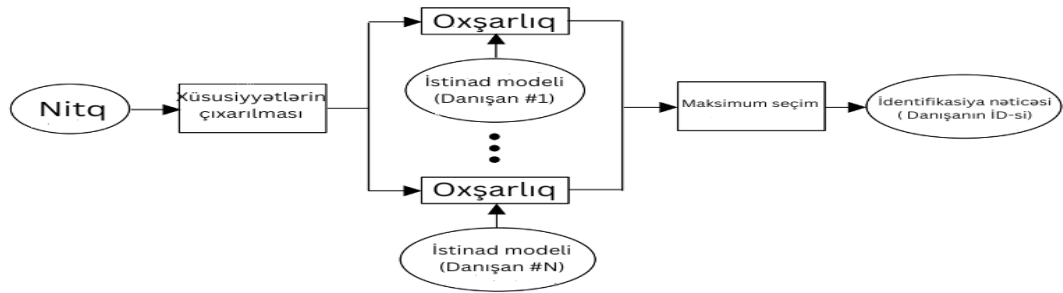 Nitq
Xüsusiyyətlərin
çıxarılması
Oxşarlıq
İstinad modeli
(Danışan #1)
Oxşarlıq
İstinad modeli
(Danışan #N)
Maksimum seçim
İdentifikasiya nəticəsi
( Danışanın İD-si)